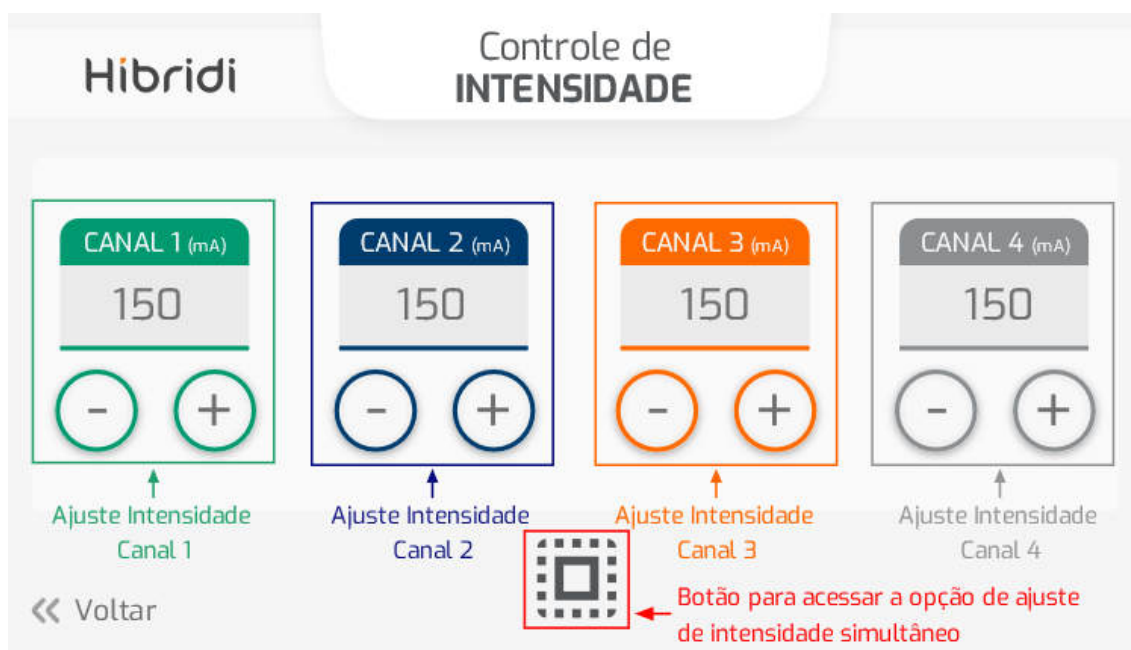 Hibridi
Controle de
INTENSIDADE
CANAL 1 (mA)
150
- +
Ajuste Intensidade
Canal 1
CANAL 2 (mA)
150
- +
Ajuste Intensidade
Canal 2
CANAL 3 (mA)
150
- +
Ajuste Intensidade
Canal 3
CANAL 4 (mA)
150
- +
Ajuste Intensidade
Canal 4
Botão para acessar a opção de ajuste
de intensidade simultâneo
Voltar